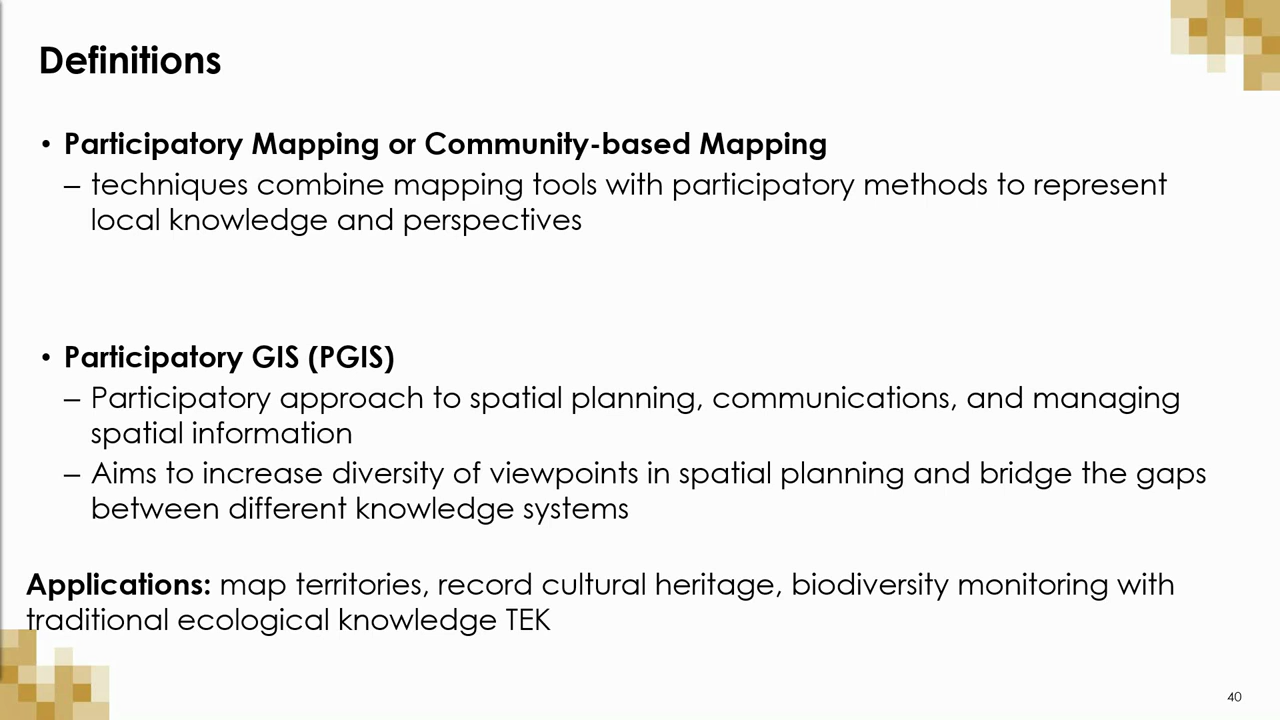 Definitions
• Participatory Mapping or Community-based Mapping
– techniques combine mapping tools with participatory methods to represent
local knowledge and perspectives
• Participatory GIS (PGIS)
– Participatory approach to spatial planning, communications, and managing
spatial information
– Aims to increase diversity of viewpoints in spatial planning and bridge the gaps
between different knowledge systems
Applications: map territories, record cultural heritage, biodiversity monitoring with
traditional ecological knowledge TEK
40